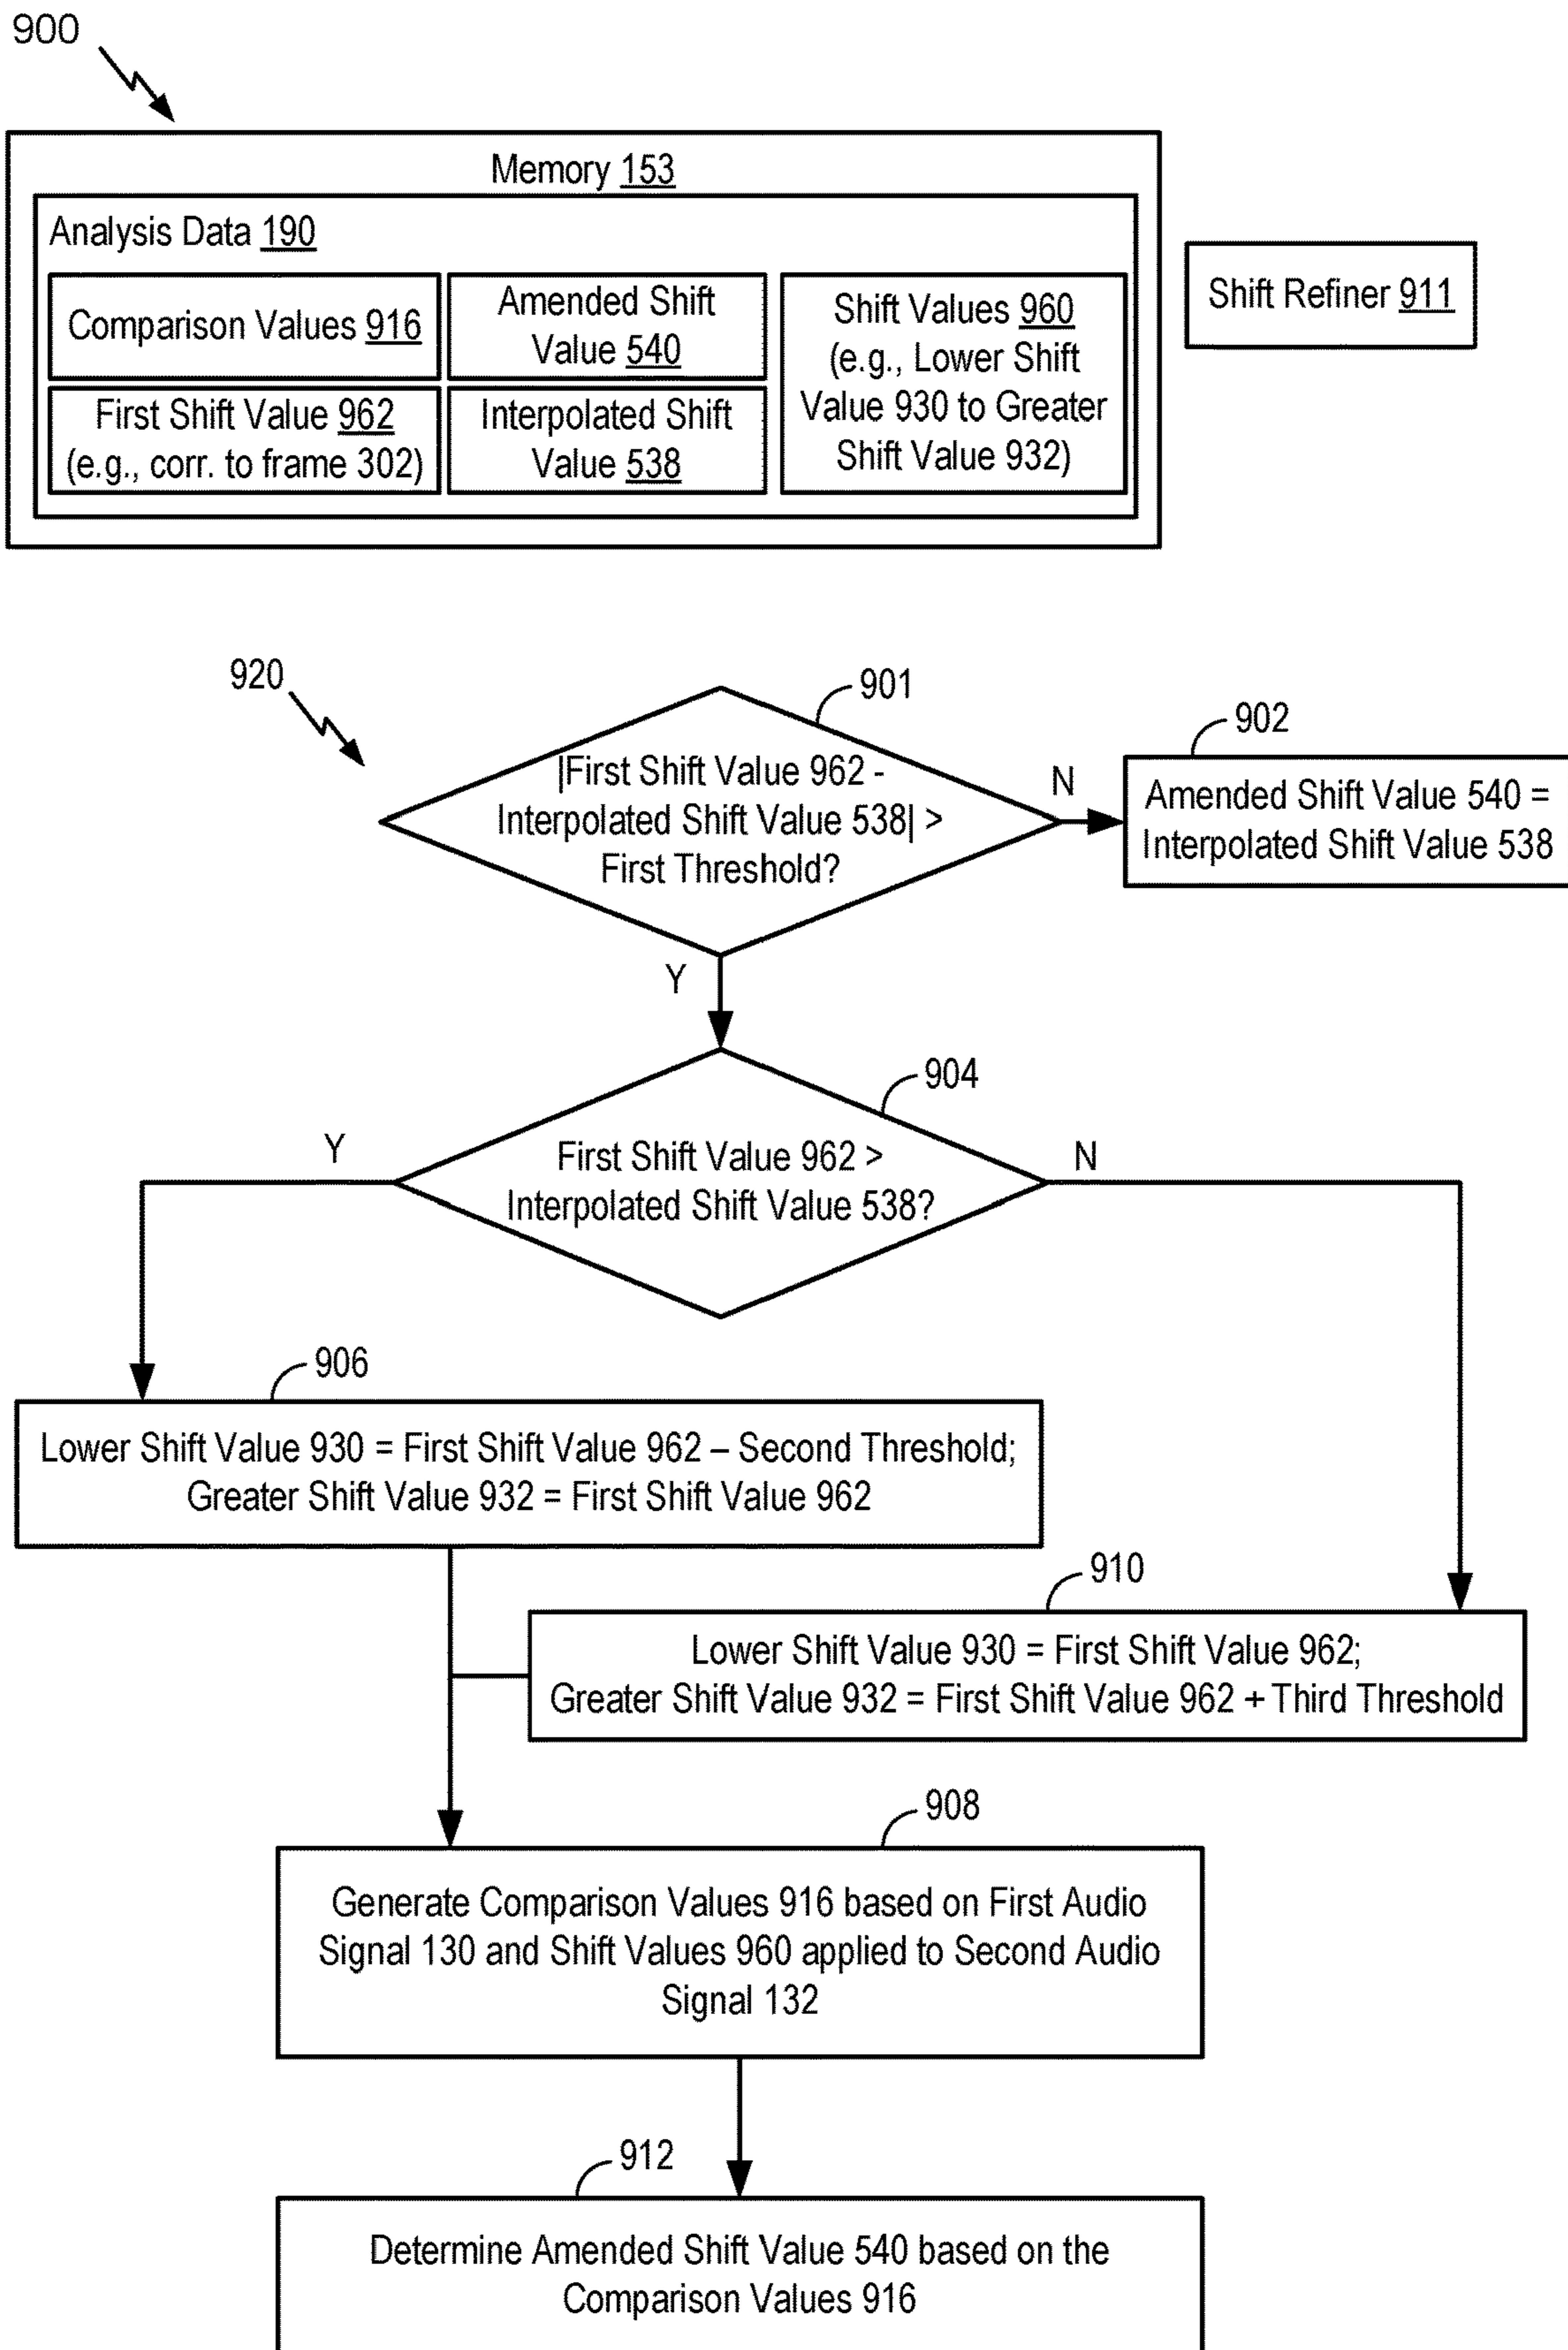 900
Memory 153
Analysis Data 190
Comparison Values 916
First Shift Value 962
(e.g., corr. to frame 302)
Amended Shift
Value 540
Interpolated Shift
Value 538
Shift Values 960
(e.g., Lower Shift
Value 930 to Greater
Shift Value 932)
Shift Refiner 911
920
901
|First Shift Value 962 -
Interpolated Shift Value 538| >
First Threshold?
N
902
Amended Shift Value 540 =
Interpolated Shift Value 538
Y
904
First Shift Value 962 >
Interpolated Shift Value 538?
Y
N
906
Lower Shift Value 930 = First Shift Value 962 – Second Threshold;
Greater Shift Value 932 = First Shift Value 962
910
Lower Shift Value 930 = First Shift Value 962;
Greater Shift Value 932 = First Shift Value 962 + Third Threshold
908
Generate Comparison Values 916 based on First Audio
Signal 130 and Shift Values 960 applied to Second Audio
Signal 132
912
Determine Amended Shift Value 540 based on the
Comparison Values 916